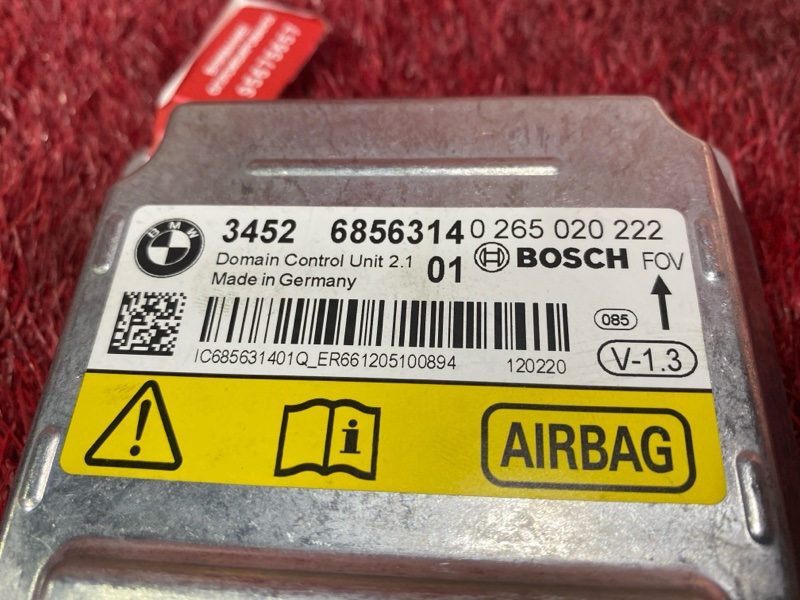 95575657
BMW
3452 6856314 0 265 020 222
Domain Control Unit 2.1 01 BOSCH FOV
Made in Germany
085
IC685631401Q_ER661205100894 120220 V-1.3
! i AIRBAG